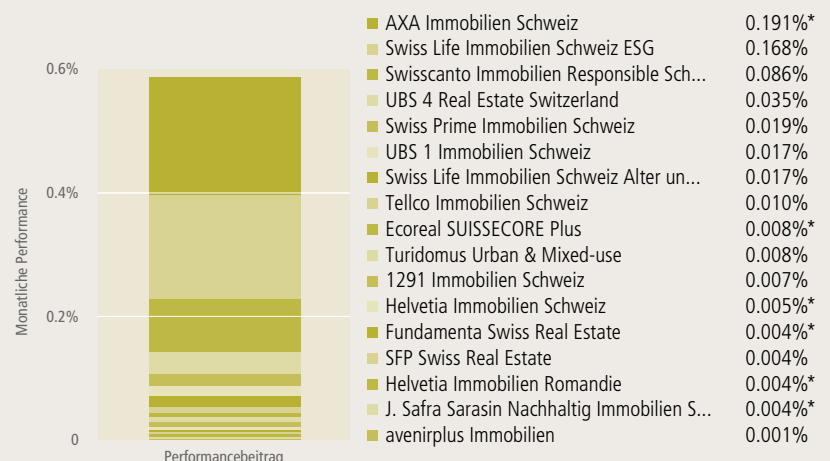 AXA Immobilien Schweiz 0.191%*
Swiss Life Immobilien Schweiz ESG 0.168%
Swisscanto Immobilien Responsible Sch... 0.086%
UBS 4 Real Estate Switzerland 0.035%
Swiss Prime Immobilien Schweiz 0.019%
UBS 1 Immobilien Schweiz 0.017%
Swiss Life Immobilien Schweiz Alter un... 0.017%
Tellco Immobilien Schweiz 0.010%
Ecoreal SUISSECORE Plus 0.008%*
Turidomus Urban & Mixed-use 0.008%
1291 Immobilien Schweiz 0.007%
Helvetia Immobilien Schweiz 0.005%*
Fundamenta Swiss Real Estate 0.004%*
SFP Swiss Real Estate 0.004%
Helvetia Immobilien Romandie 0.004%*
J. Safra Sarasin Nachhaltig Immobilien S... 0.004%*
avenirplus Immobilien 0.001%
Monatliche Performance
0.6%
0.4%
0.2%
0
Performancebeitrag